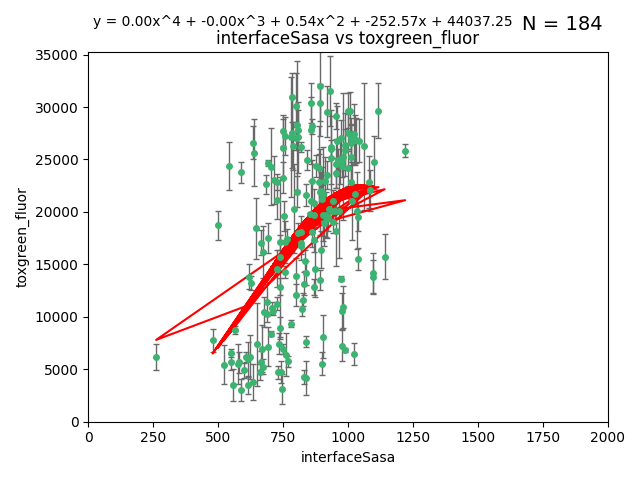 y = 0.00x^4 + -0.00x^3 + 0.54x^2 + -252.57x + 44037.25 N = 184
interfaceSasa vs toxgreen_fluor
35000
30000
25000
20000
15000
10000
5000
0
toxgreen_fluor
0 250 500 750 1000 1250 1500 1750 2000
interfaceSasa